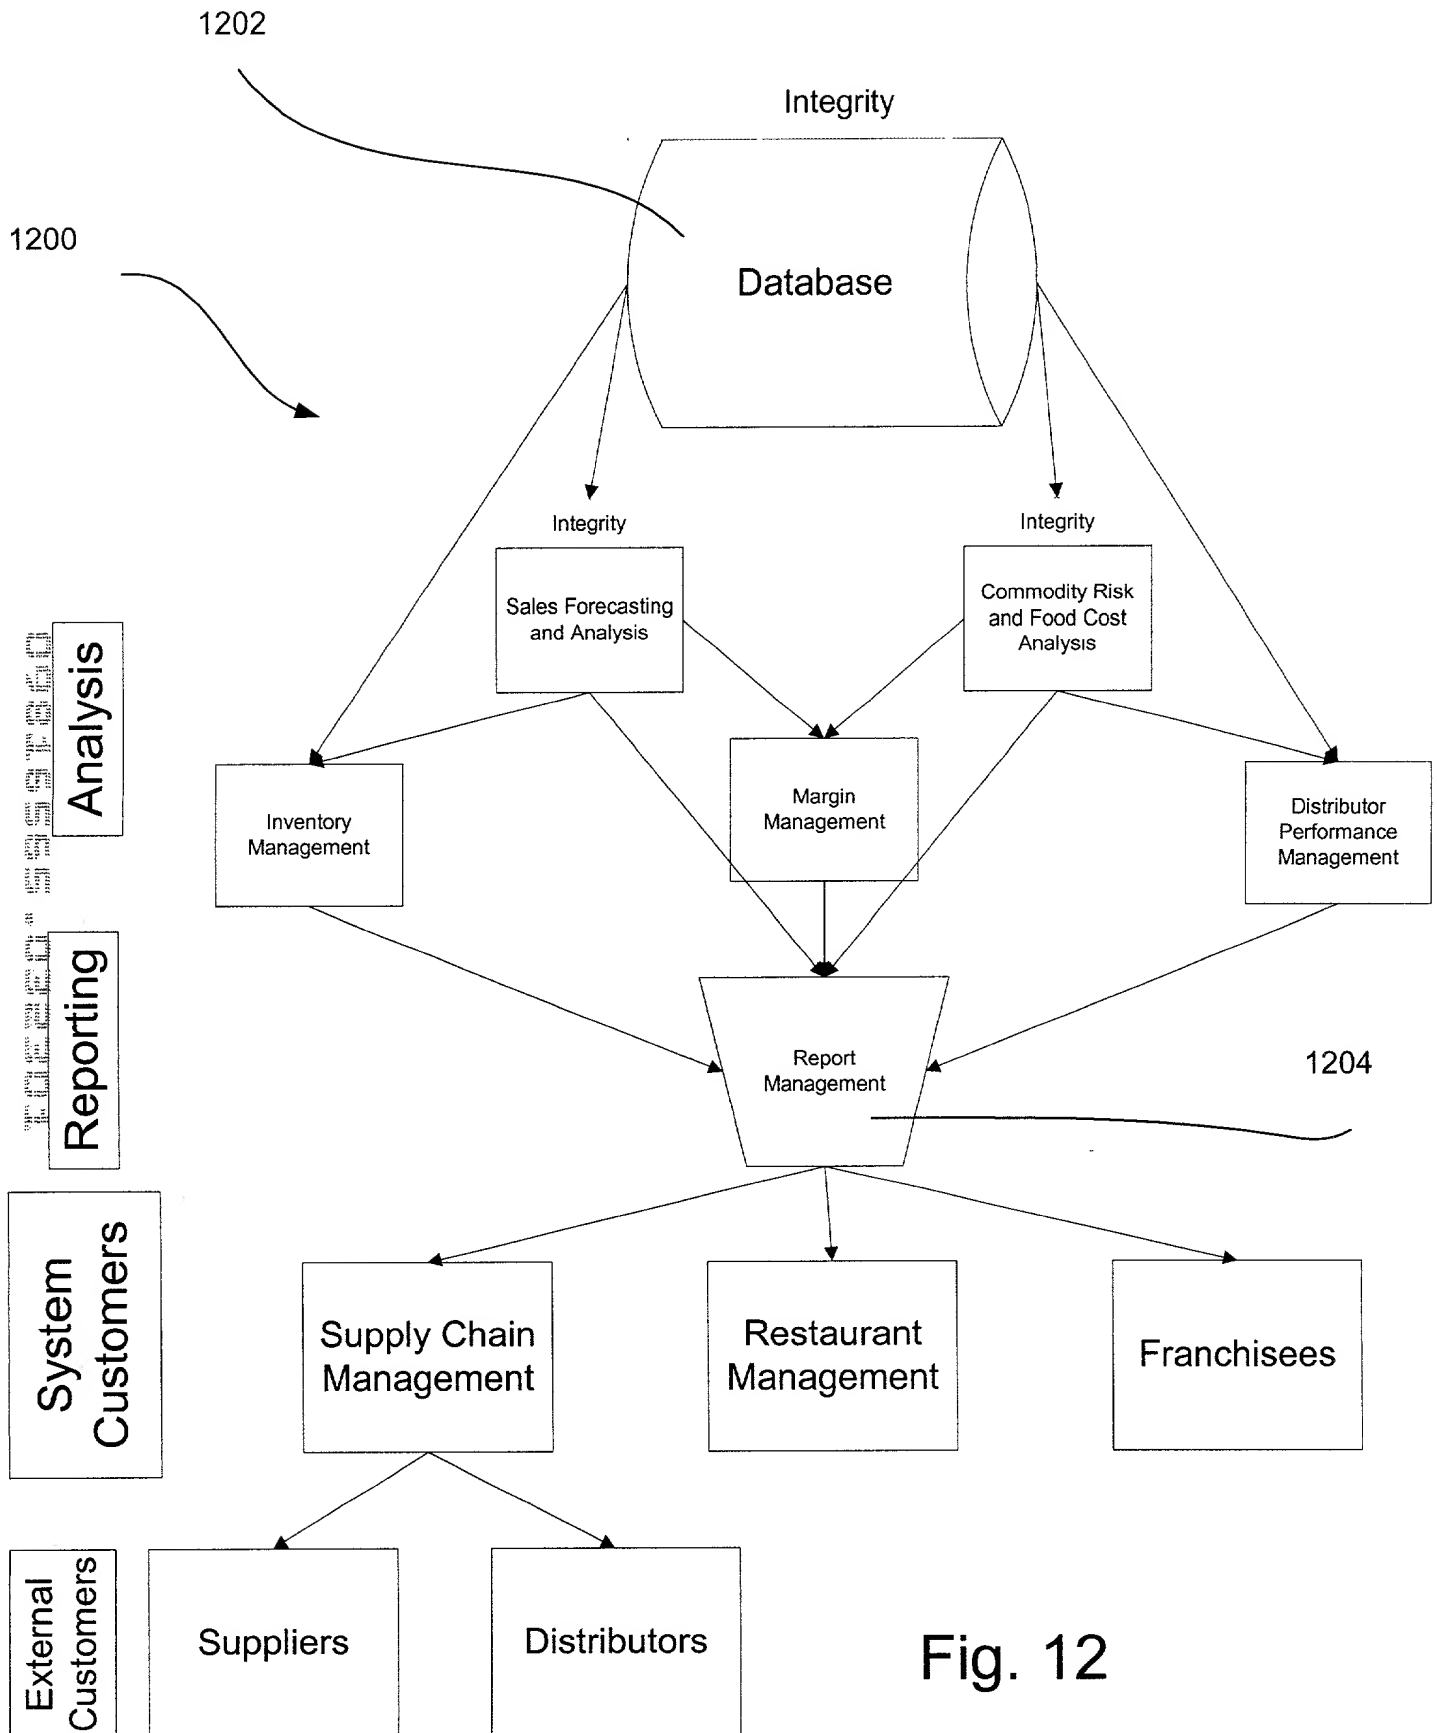 1202
Integrity
1200
Database
Integrity
Integrity
Sales Forecasting
and Analysis
Commodity Risk
and Food Cost
Analysis
Analysis
Inventory
Management
Margin
Management
Distributor
Performance
Management
Reporting
Report
Management
1204
System
Customers
Supply Chain
Management
Restaurant
Management
Franchisees
External
Customers
Suppliers
Distributors
Fig. 12